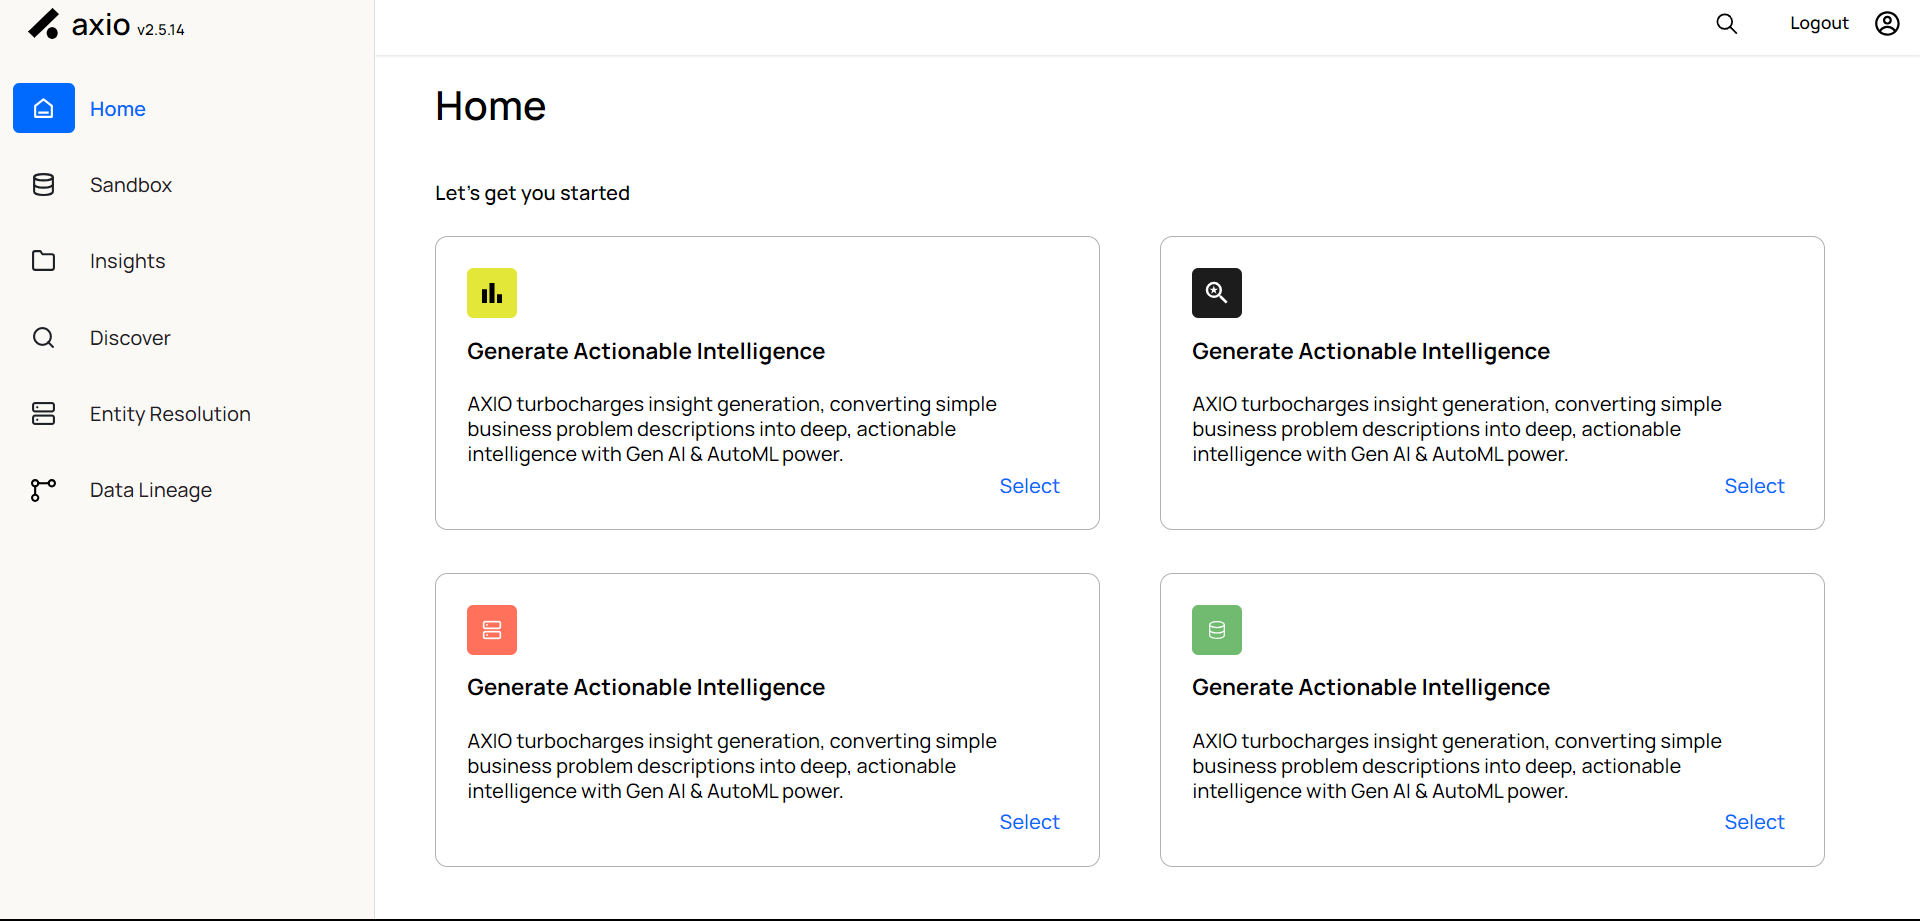 axio v2.5.14
Logout
Home
Sandbox
Insights
Discover
Entity Resolution
Data Lineage
Home
Let's get you started
Generate Actionable Intelligence
AXIO turbocharges insight generation, converting simple
business problem descriptions into deep, actionable
intelligence with Gen AI & AutoML power.
Select
Generate Actionable Intelligence
AXIO turbocharges insight generation, converting simple
business problem descriptions into deep, actionable
intelligence with Gen AI & AutoML power.
Select
Generate Actionable Intelligence
AXIO turbocharges insight generation, converting simple
business problem descriptions into deep, actionable
intelligence with Gen AI & AutoML power.
Select
Generate Actionable Intelligence
AXIO turbocharges insight generation, converting simple
business problem descriptions into deep, actionable
intelligence with Gen AI & AutoML power.
Select